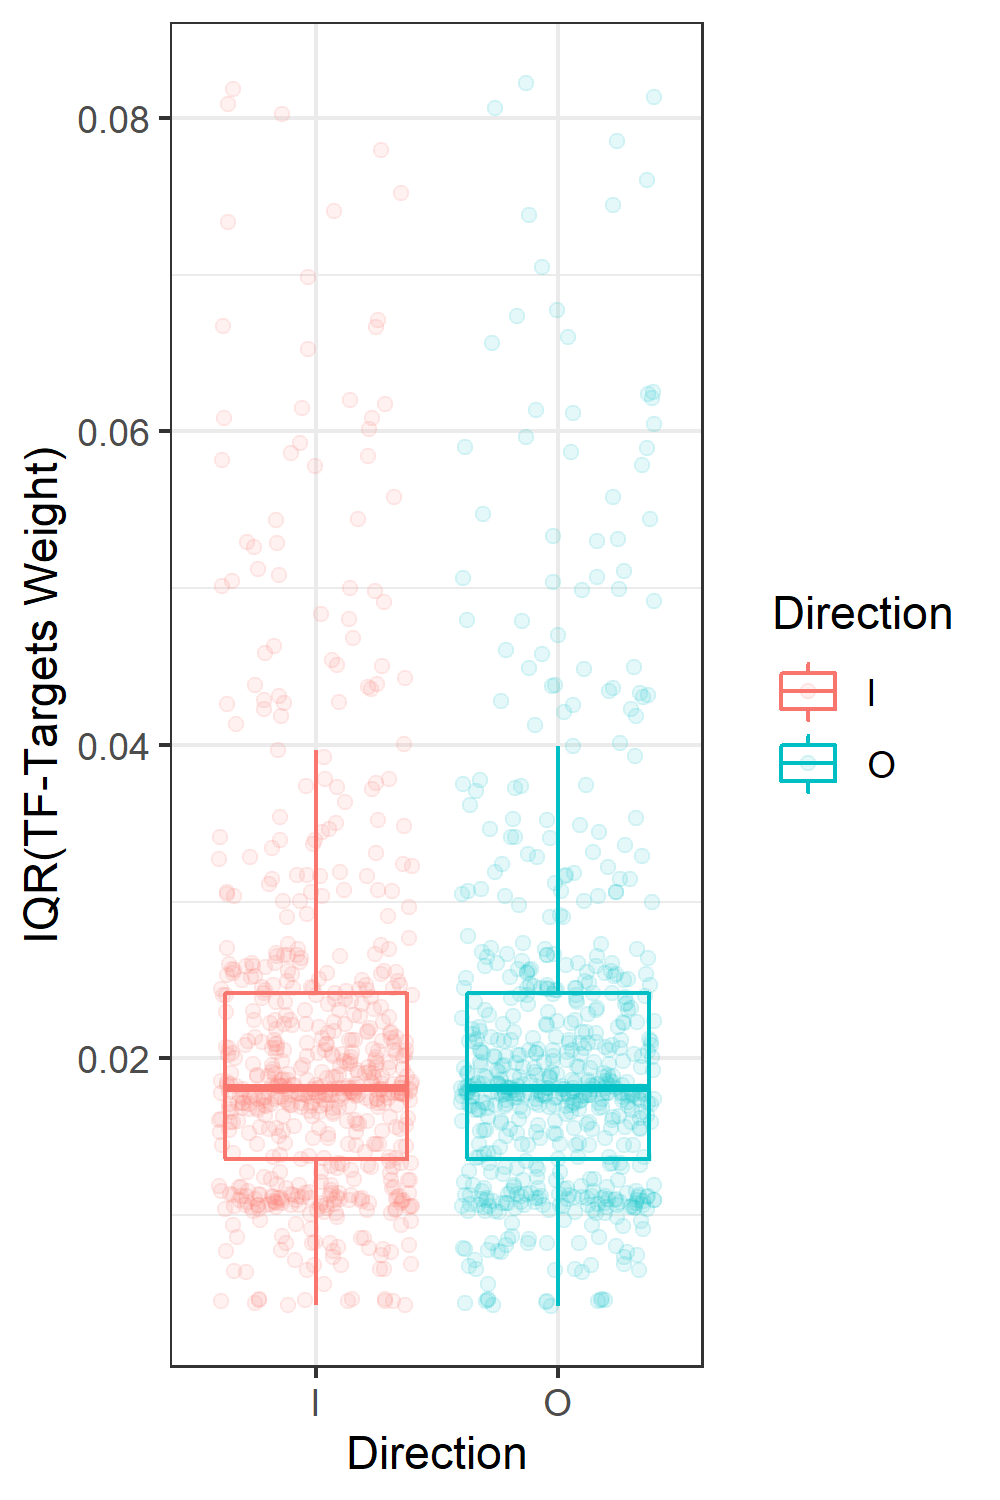 0.08
0.06
0.04
0.02
IQR(TF-Targets Weight)
I
O
Direction
Direction
I
O